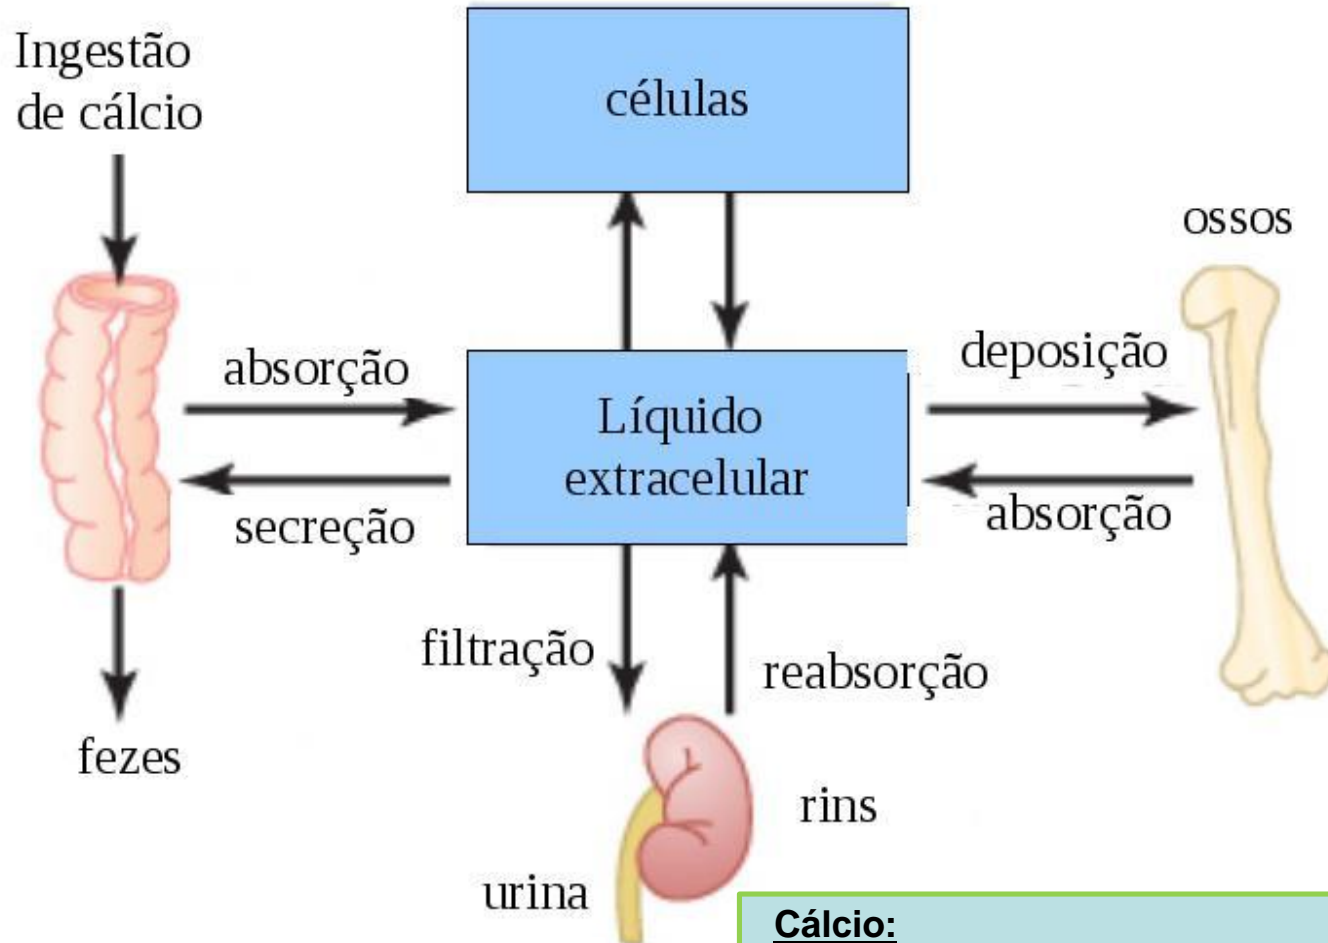 Ingestão
de cálcio
células
ossos
absorção
deposição
Líquido
extracelular
secreção
absorção
filtração
reabsorção
fezes
rins
urina
Cálcio: